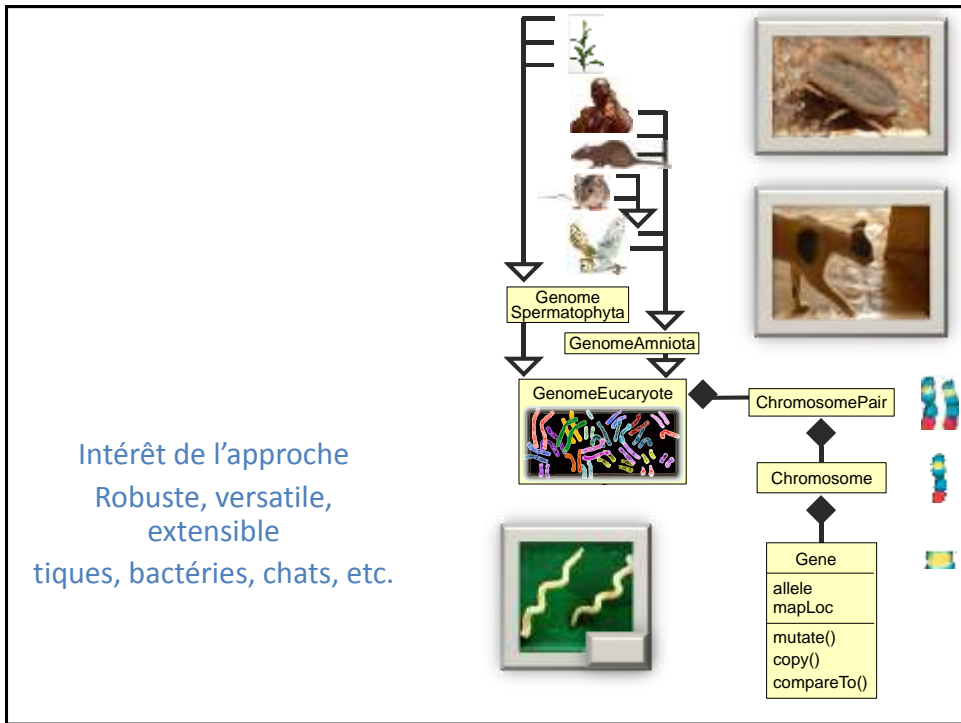 Genome
Spermatophyta
GenomeAmniota
GenomeEucaryote
ChromosomePair
Chromosome
Gene
allele
mapLoc
mutate()
copy()
compareTo()
Intérêt de l’approche
Robuste, versatile,
extensible
tiques, bactéries, chats, etc.